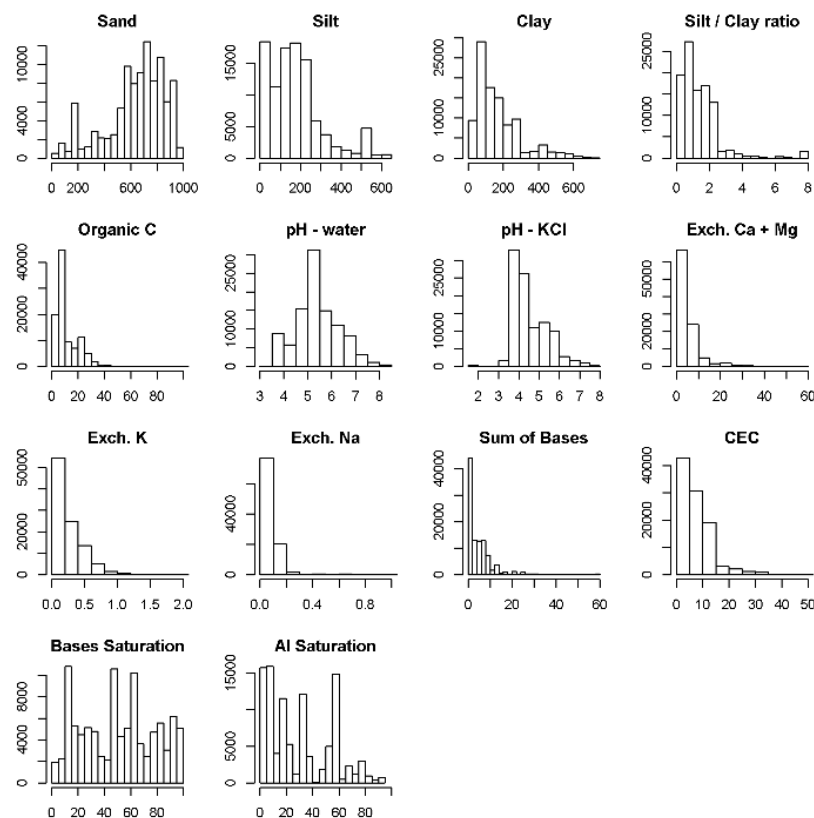 Sand
0 4000 10000
0 200 600 1000
Silt
0 5000 15000
0 200 400 600
Clay
0 10000 25000
0 200 400 600
Silt / Clay ratio
0 10000 25000
0 2 4 6 8
Organic C
0 20000 40000
0 20 40 60 80
pH - water
0 10000 25000
3 4 5 6 7 8
pH - KCl
0 10000 25000
2 3 4 5 6 7 8
Exch. Ca + Mg
0 20000 50000
0 20 40 60
Exch. K
0 20000 50000
0.0 0.5 1.0 1.5 2.0
Exch. Na
0 40000
0.0 0.4 0.8
Sum of Bases
0 20000 40000
0 20 40 60
CEC
0 20000 40000
0 10 20 30 40 50
Bases Saturation
0 4000 8000
0 20 40 60 80
Al Saturation
0 5000 15000
0 20 40 60 80